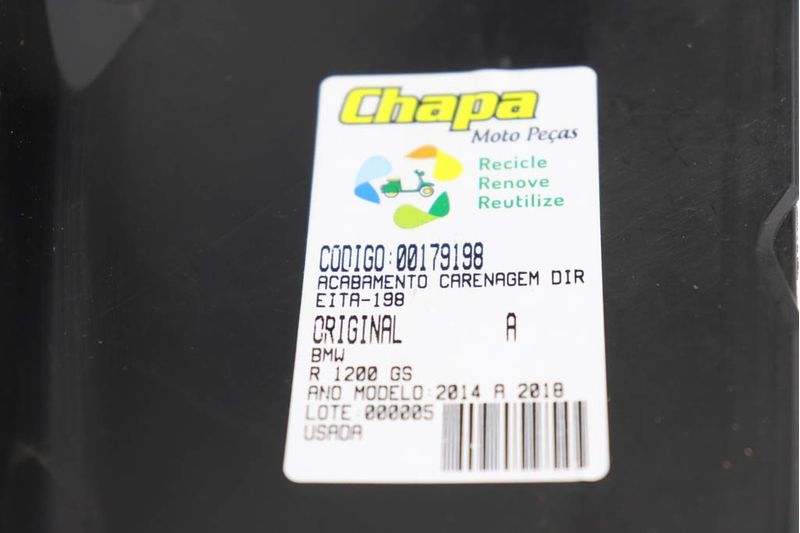 Chapa
Moto Peças
Recicle
Renove
Reutilize
CÓDIGO:00179198
ACABAMENTO CARENAGEM DIR
EITA-198
ORIGINAL A
BMW
R 1200 GS
ANO MODELO:2014 A 2018
LOTE:000005
USADA